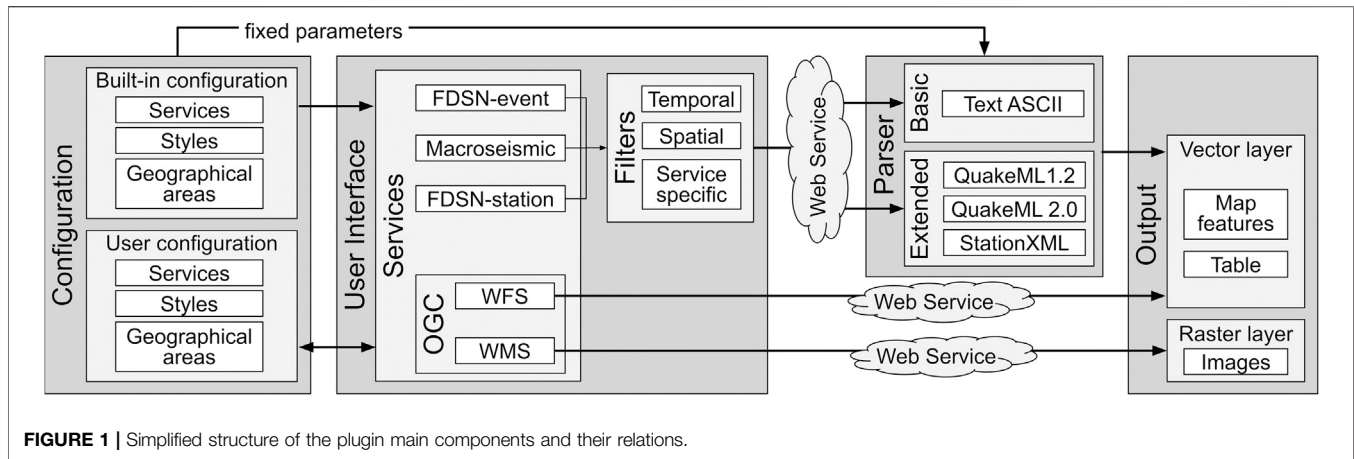 fixed parameters
Configuration
Built-in configuration
Services
Styles
Geographical
areas
User configuration
Services
Styles
Geographical
areas
User Interface
Services
FDSN-event
Macroseismic
FDSN-station
OGC
WFS
WMS
Filters
Temporal
Spatial
Service
specific
Web Service
Web Service
Web Service
Parser
Basic
Text ASCII
Extended
QuakeML1.2
QuakeML 2.0
StationXML
Output
Vector layer
Map
features
Table
Raster layer
Images
FIGURE 1 | Simplified structure of the plugin main components and their relations.